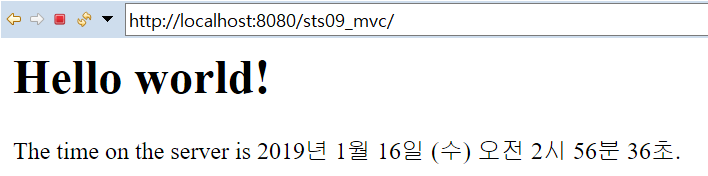 http://localhost:8080/sts09_mvc/
Hello world!
The time on the server is 2019년 1월 16일 (수) 오전 2시 56분 36초.